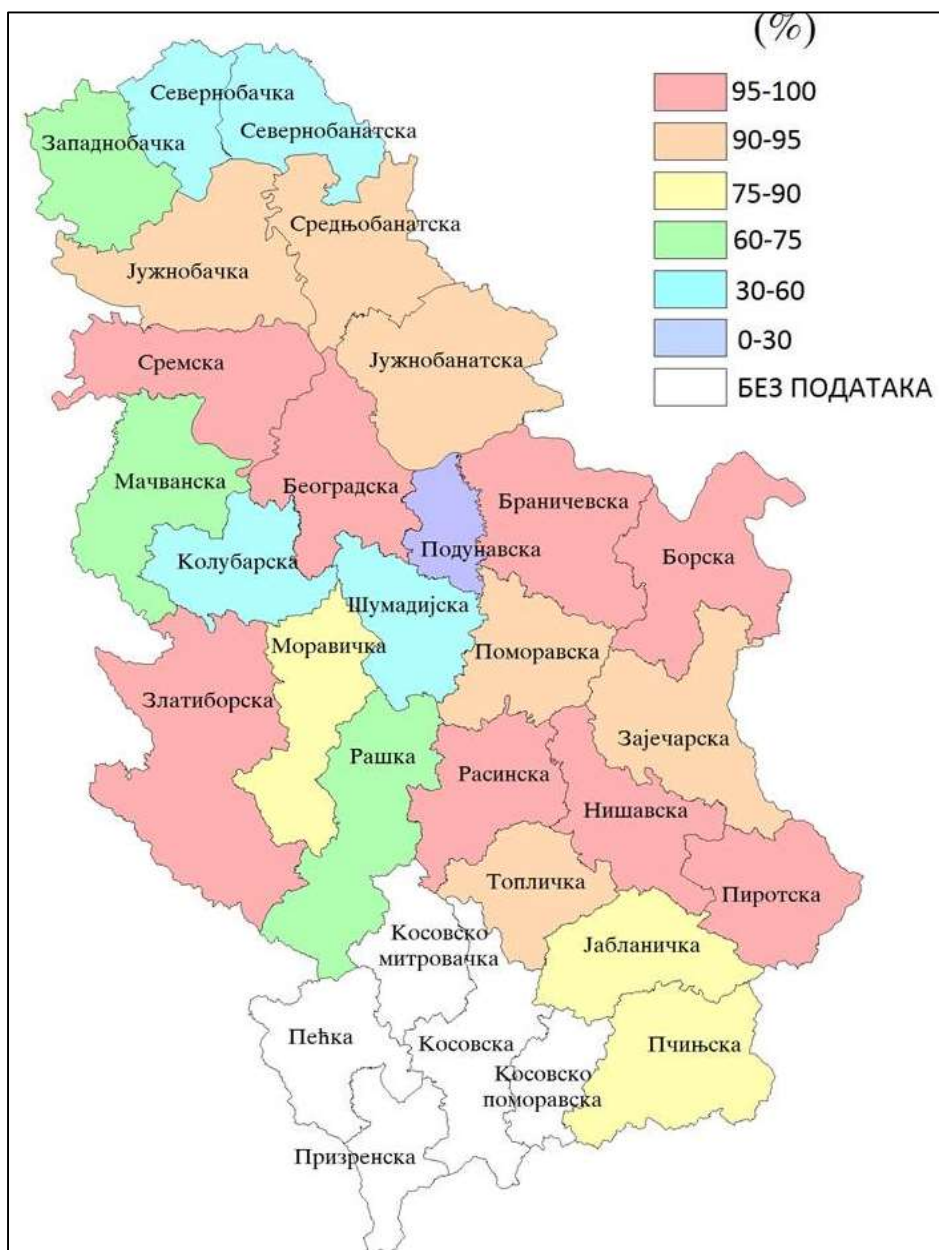 (%)
95-100
90-95
75-90
60-75
30-60
0-30
БЕЗ ПОДАТАКА
Севернобачка
Севернобанатска
Западнобачка
Средњобанатска
Јужнобачка
Јужнобанатска
Сремска
Мачванска
Београдска
Браничевска
Подунавска
Борска
Колубарска
Шумадијска
Моравичка
Поморавска
Златиборска
Зајечарска
Рашка
Расинска
Нишавска
Топличка
Пиротска
Јабланичка
Косовско
митровачка
Пећка
Косовска
Косовско
поморавска
Пчињска
Призренска